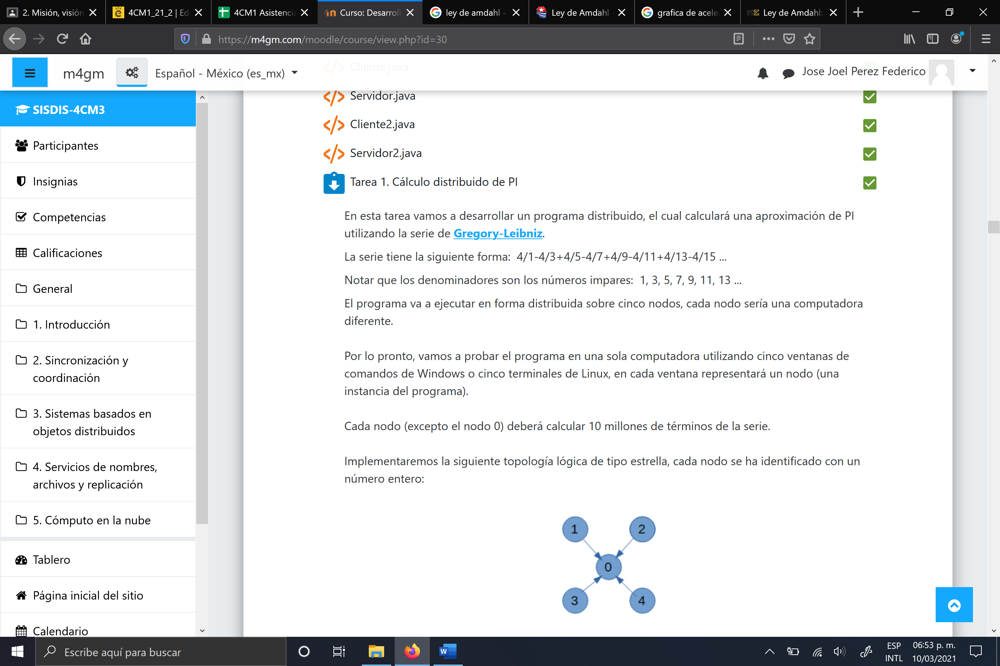 2. Misión, visión
4CM1_21_2 | Ed
4CM1 Asistencia
Curso: Desarroll
ley de amdahl -
Ley de Amdahl
grafica de acele
Ley de Amdahl:
https://m4gm.com/moodle/course/view.php?id=30
m4gm
Español - México (es_mx)
Jose Joel Perez Federico
SISDIS-4CM3
Participantes
Insignias
Competencias
Calificaciones
General
1. Introducción
2. Sincronización y
coordinación
3. Sistemas basados en
objetos distribuidos
4. Servicios de nombres,
archivos y replicación
5. Cómputo en la nube
Tablero
Página inicial del sitio
Calendario
Cliente.java
Servidor.java
Cliente2.java
Servidor2.java
Tarea 1. Cálculo distribuido de PI
En esta tarea vamos a desarrollar un programa distribuido, el cual calculará una aproximación de PI
utilizando la serie de Gregory-Leibniz.
La serie tiene la siguiente forma:  4/1-4/3+4/5-4/7+4/9-4/11+4/13-4/15 ...
Notar que los denominadores son los números impares:  1, 3, 5, 7, 9, 11, 13 ...
El programa va a ejecutar en forma distribuida sobre cinco nodos, cada nodo sería una computadora
diferente.
Por lo pronto, vamos a probar el programa en una sola computadora utilizando cinco ventanas de
comandos de Windows o cinco terminales de Linux, en cada ventana representará un nodo (una
instancia del programa).
Cada nodo (excepto el nodo 0) deberá calcular 10 millones de términos de la serie.
Implementaremos la siguiente topología lógica de tipo estrella, cada nodo se ha identificado con un
número entero:
1 2
0
3 4
Escribe aquí para buscar
ESP
INTL
06:53 p. m.
10/03/2021